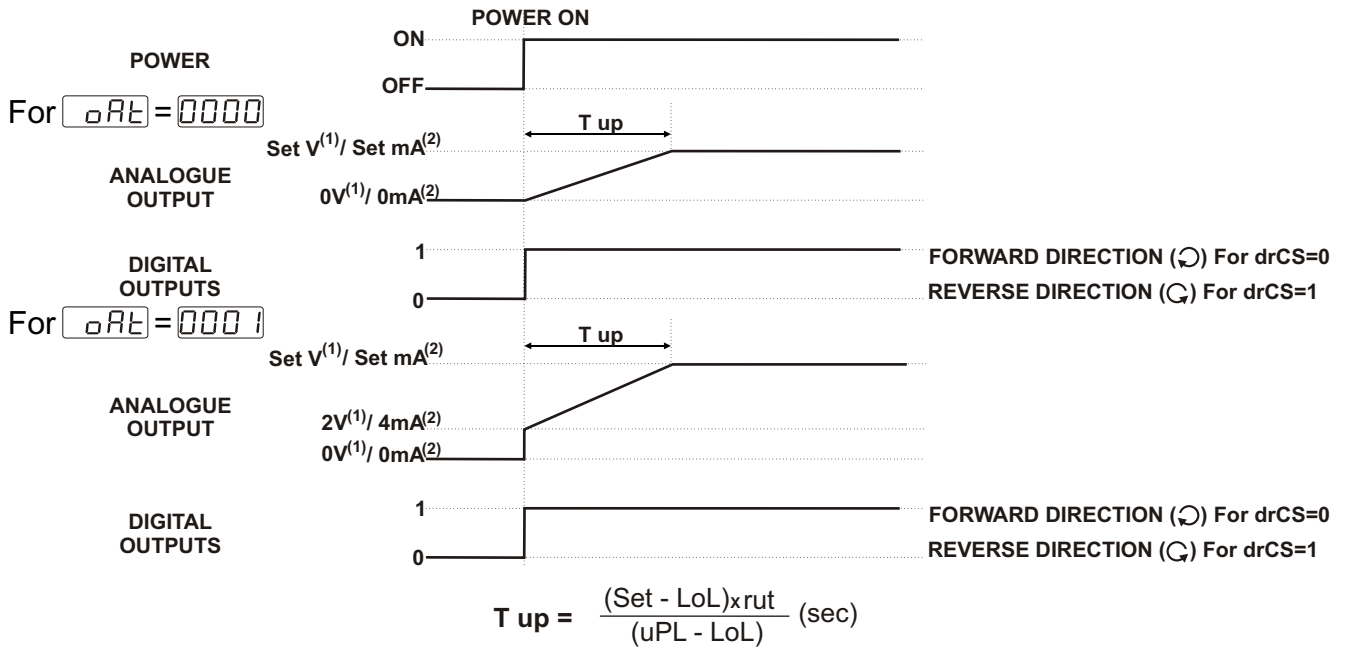 POWER ON
ON
POWER
OFF
For oAt = 0000
T up
Set V(1)/ Set mA(2)
ANALOGUE
OUTPUT
0V(1)/ 0mA(2)
1
FORWARD DIRECTION () For drCS=0
DIGITAL
OUTPUTS
REVERSE DIRECTION () For drCS=1
0
For oAt = 0001
T up
Set V(1)/ Set mA(2)
ANALOGUE
OUTPUT
2V(1)/ 4mA(2)
0V(1)/ 0mA(2)
1
FORWARD DIRECTION () For drCS=0
DIGITAL
OUTPUTS
REVERSE DIRECTION () For drCS=1
0
T up = (Set - LoL)x rut (sec)
(uPL - LoL)